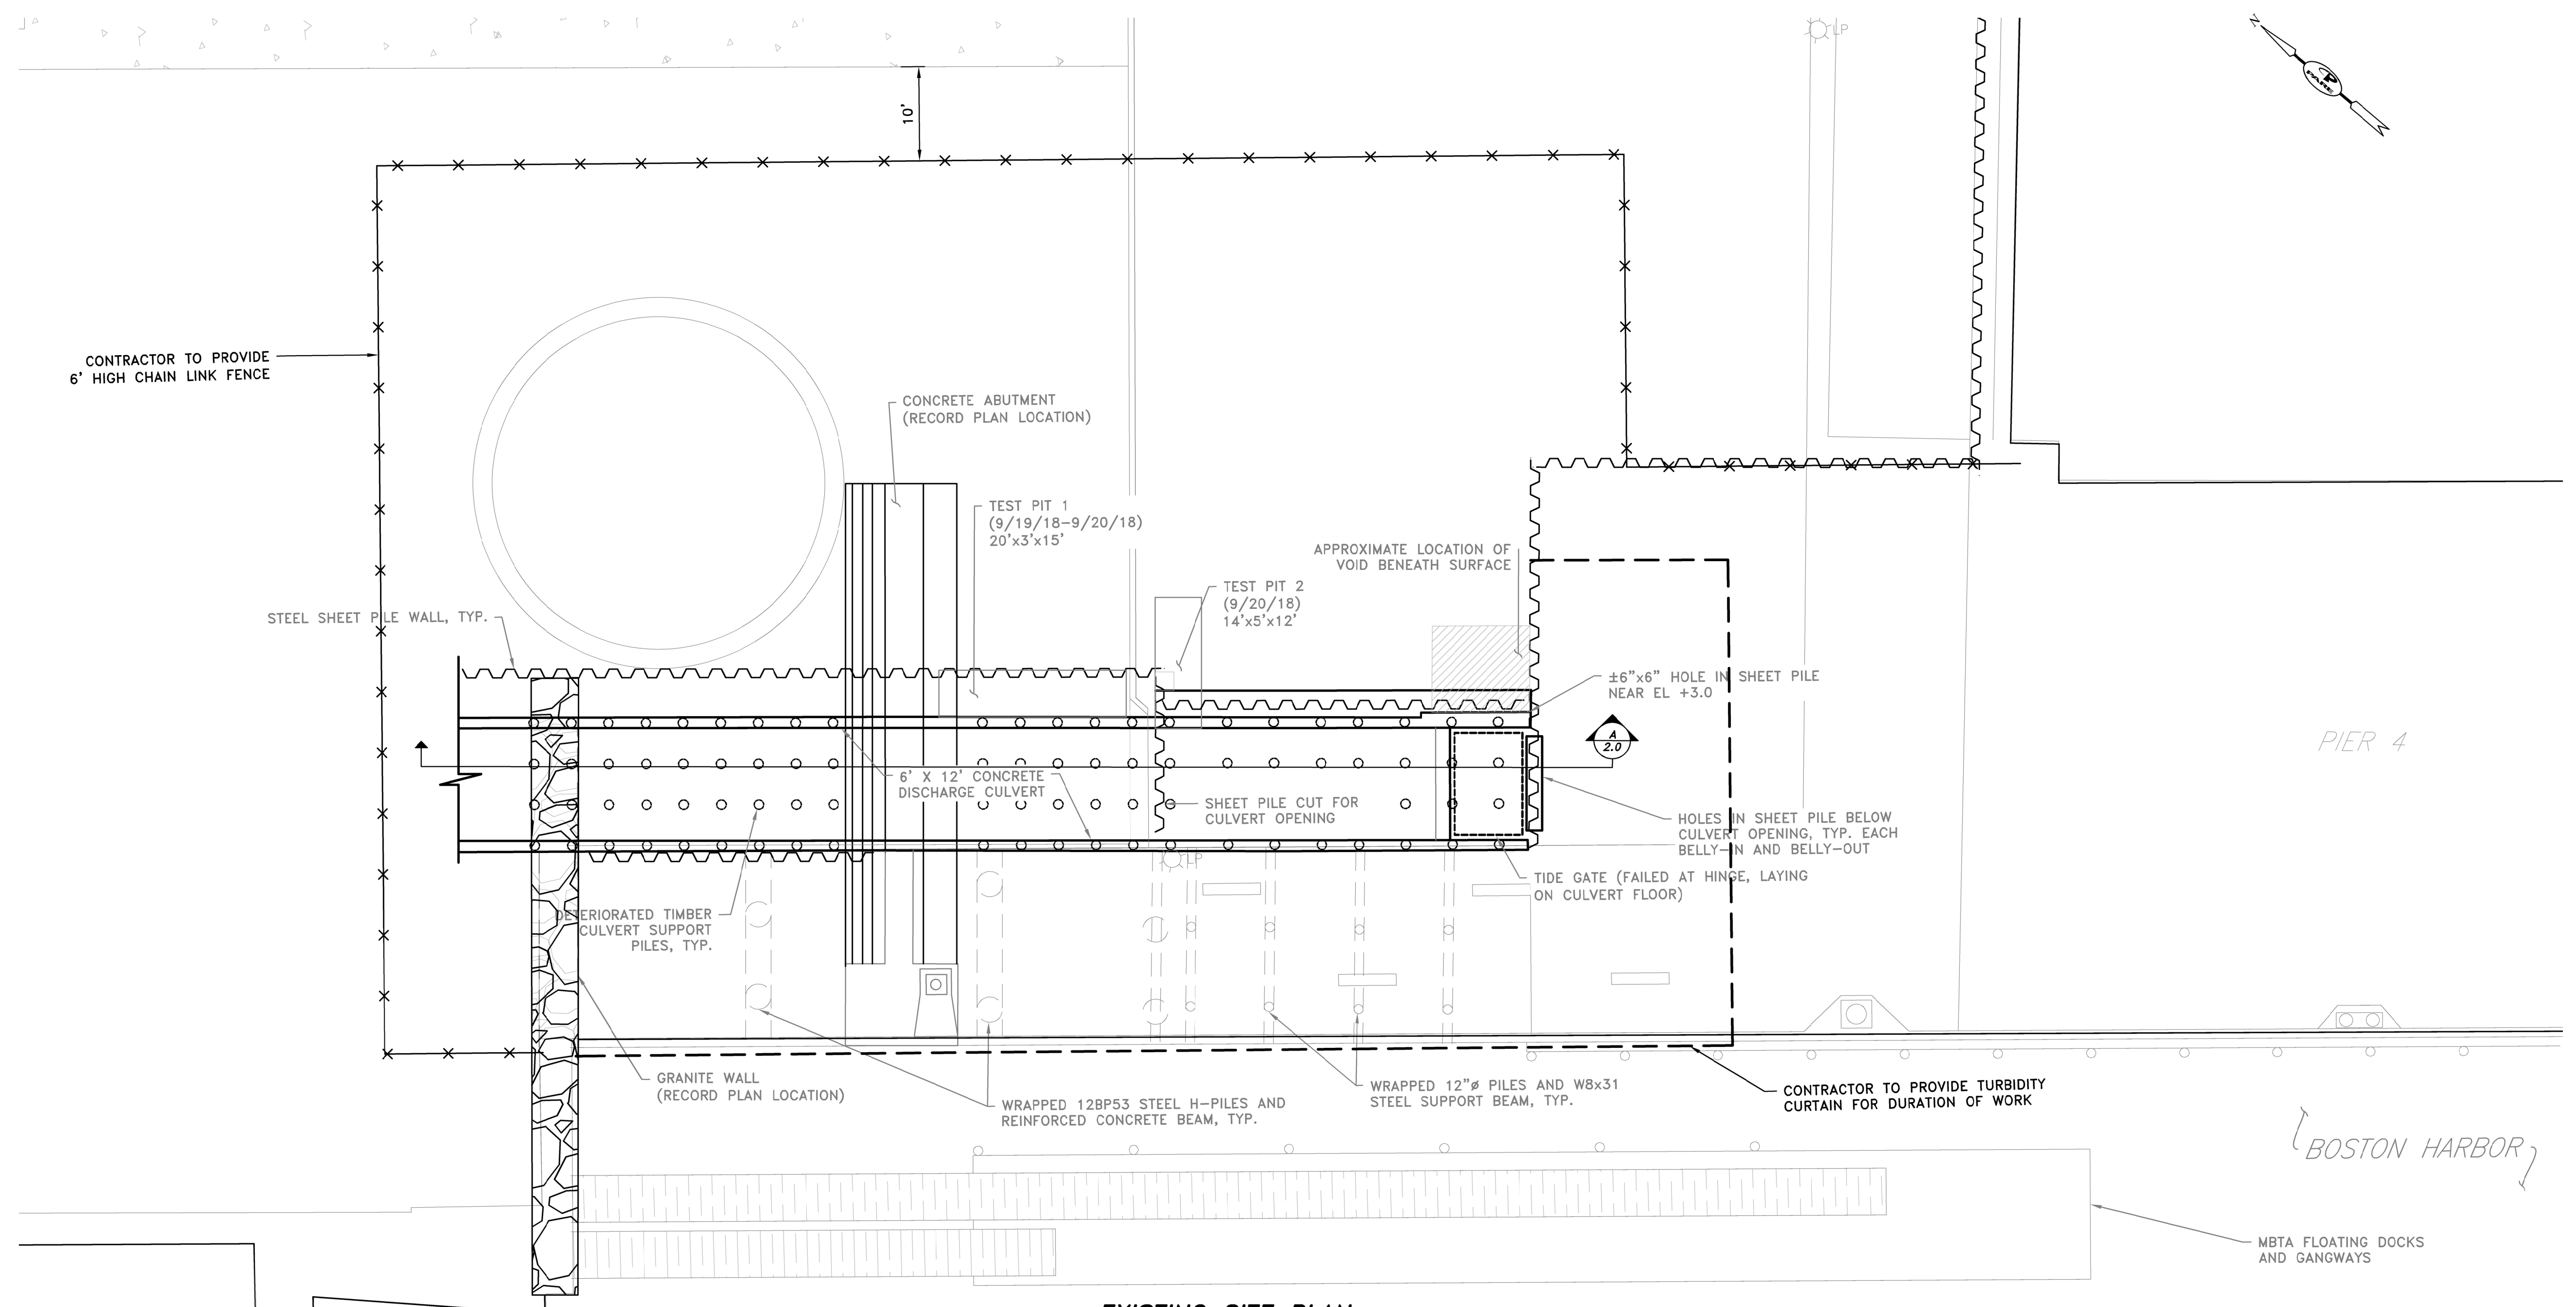 LP
N
PARE
10'
CONTRACTOR TO PROVIDE
6' HIGH CHAIN LINK FENCE
CONCRETE ABUTMENT
(RECORD PLAN LOCATION)
TEST PIT 1
(9/19/18-9/20/18)
20'x3'x15'
APPROXIMATE LOCATION OF
VOID BENEATH SURFACE
TEST PIT 2
(9/20/18)
14'x5'x12'
STEEL SHEET PILE WALL, TYP.
±6"x6" HOLE IN SHEET PILE
NEAR EL +3.0
A
2.0
PIER 4
6' X 12' CONCRETE
DISCHARGE CULVERT
SHEET PILE CUT FOR
CULVERT OPENING
HOLES IN SHEET PILE BELOW
CULVERT OPENING, TYP. EACH
BELLY-IN AND BELLY-OUT
LP
TIDE GATE (FAILED AT HINGE, LAYING
ON CULVERT FLOOR)
DETERIORATED TIMBER
CULVERT SUPPORT
PILES, TYP.
GRANITE WALL
(RECORD PLAN LOCATION)
WRAPPED 12BP53 STEEL H-PILES AND
REINFORCED CONCRETE BEAM, TYP.
WRAPPED 12"ø PILES AND W8x31
STEEL SUPPORT BEAM, TYP.
CONTRACTOR TO PROVIDE TURBIDITY
CURTAIN FOR DURATION OF WORK
BOSTON HARBOR
MBTA FLOATING DOCKS
AND GANGWAYS
EXISTING SITE PLAN